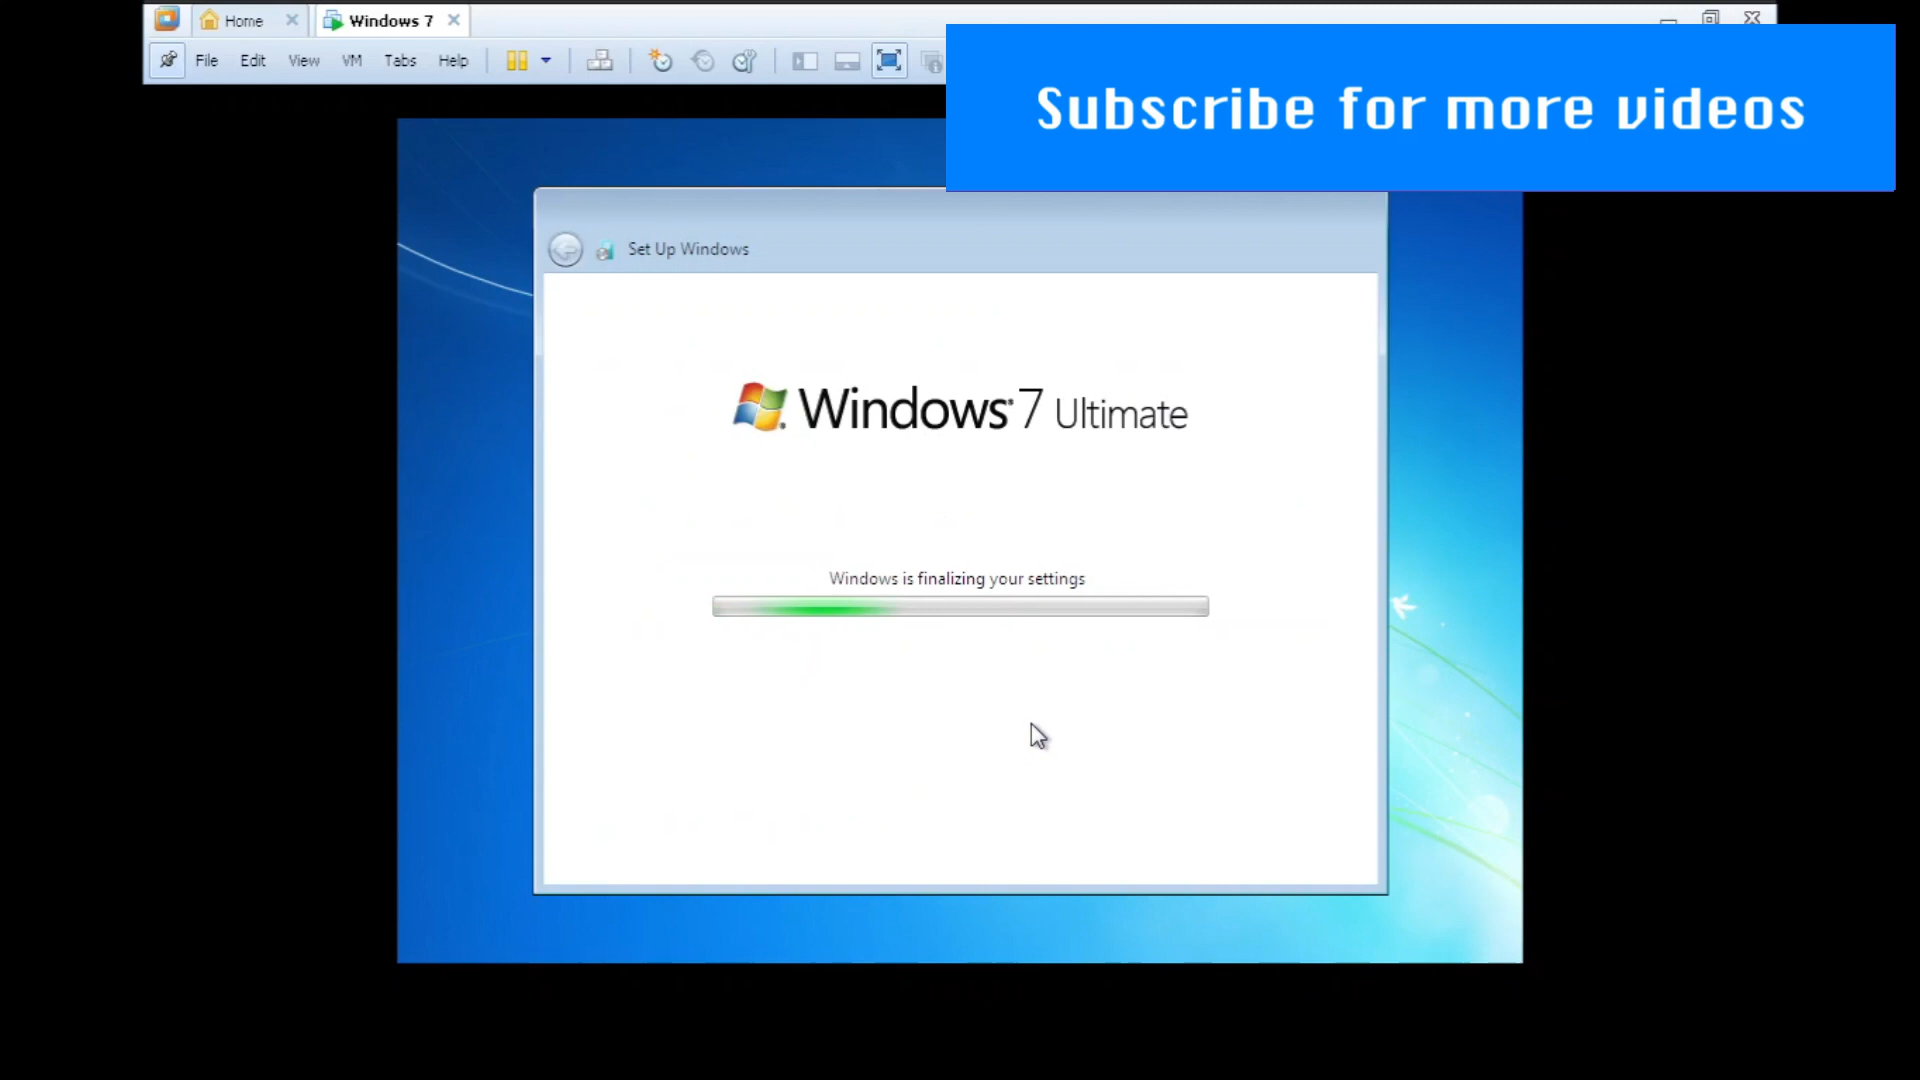 Home
Windows 7
File Edit View VM Tabs Help
Subscribe for more videos
Set Up Windows
Windows 7 Ultimate
Windows is finalizing your settings